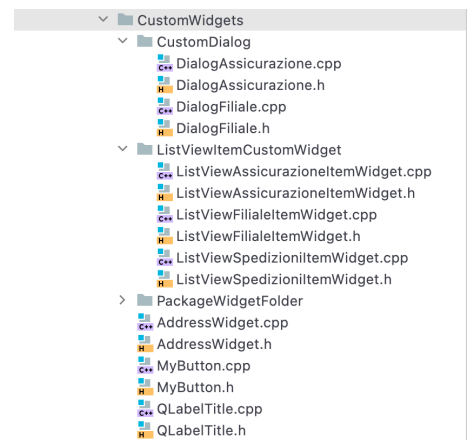 CustomWidgets
CustomDialog
C++ DialogAssicurazione.cpp
H DialogAssicurazione.h
C++ DialogFiliale.cpp
H DialogFiliale.h
ListViewItemCustomWidget
C++ ListViewAssicurazioneItemWidget.cpp
H ListViewAssicurazioneItemWidget.h
C++ ListViewFilialeItemWidget.cpp
H ListViewFilialeItemWidget.h
C++ ListViewSpedizioniItemWidget.cpp
H ListViewSpedizioniItemWidget.h
PackageWidgetFolder
C++ AddressWidget.cpp
H AddressWidget.h
C++ MyButton.cpp
H MyButton.h
C++ QLabelTitle.cpp
H QLabelTitle.h